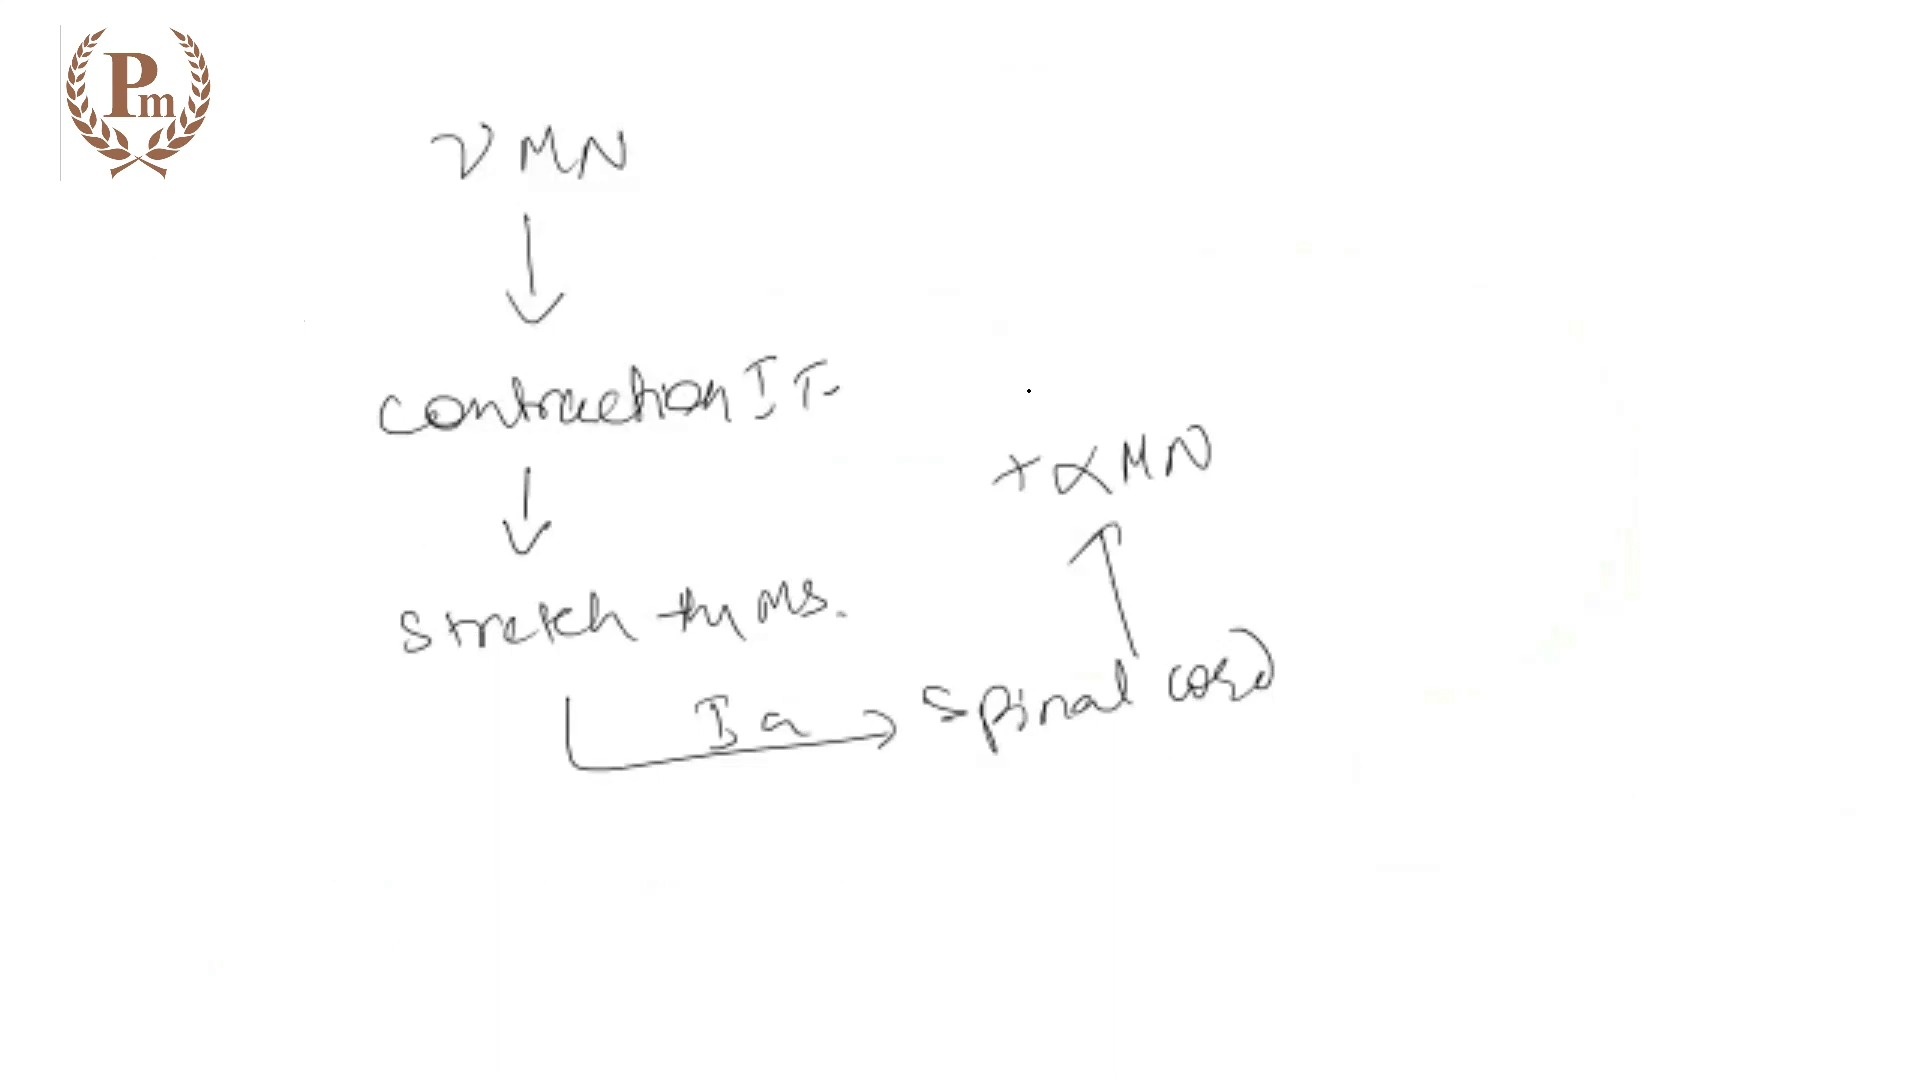 Pm
γ MN
contraction I F
stretch the MS.
Ia
spinal cord
+ α MN